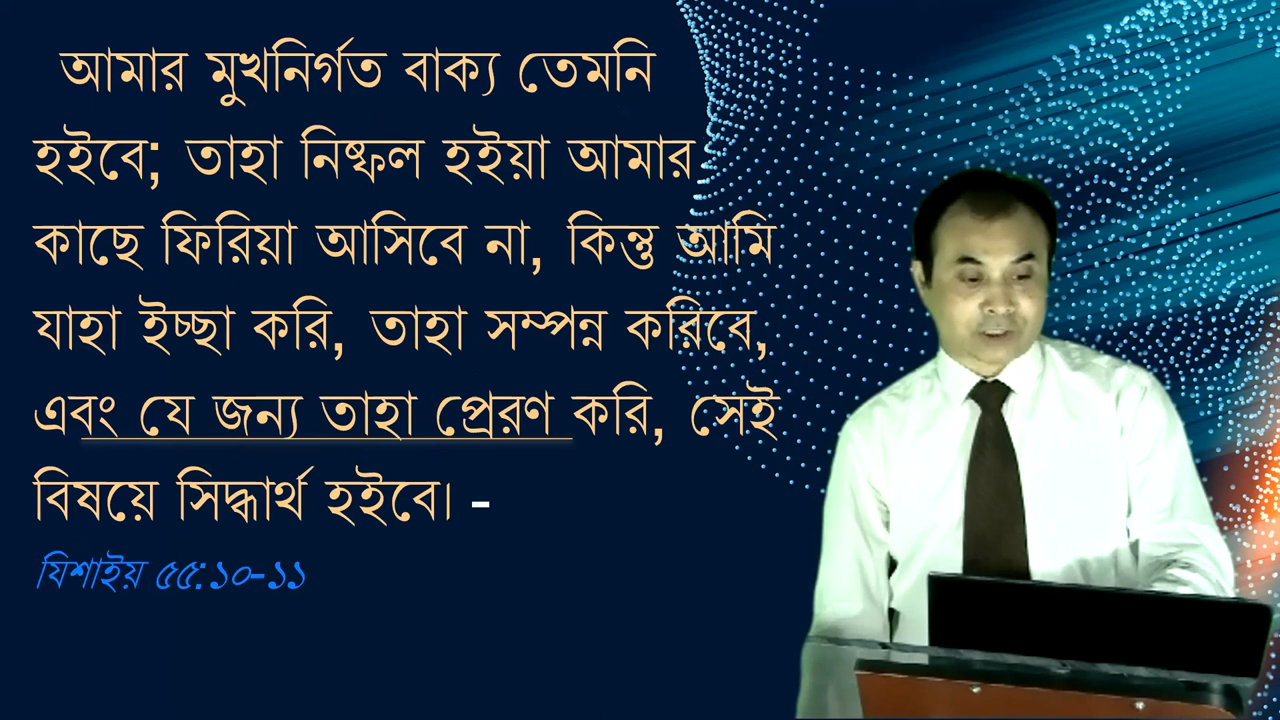 আমার মুখনির্গত বাক্য তেমনি
হইবে; তাহা নিষ্ফল হইয়া আমার
কাছে ফিরিয়া আসিবে না, কিন্তু আমি
যাহা ইচ্ছা করি, তাহা সম্পন্ন করিবে,
এবং যে জন্য তাহা প্রেরণ করি, সেই
বিষয়ে সিদ্ধার্থ হইবে। -
যিশাইয় ৫৫:১০-১১